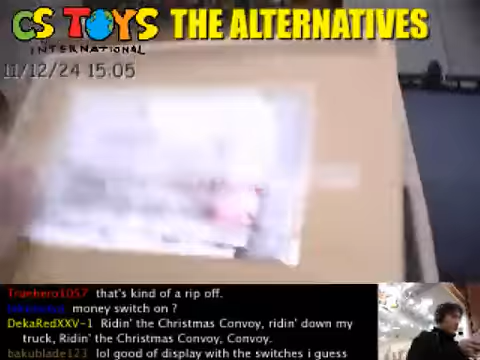 CS TOYS THE ALTERNATIVES
INTERNATIONAL
11/12/24 15:05
Truehero1057 that's kind of a rip off.
money switch on ?
DekaRedXXV-1 Ridin' the Christmas Convoy, ridin' down my
truck, Ridin' the Christmas Convoy, Convoy.
bakublade123 lol good of display with the switches i guess